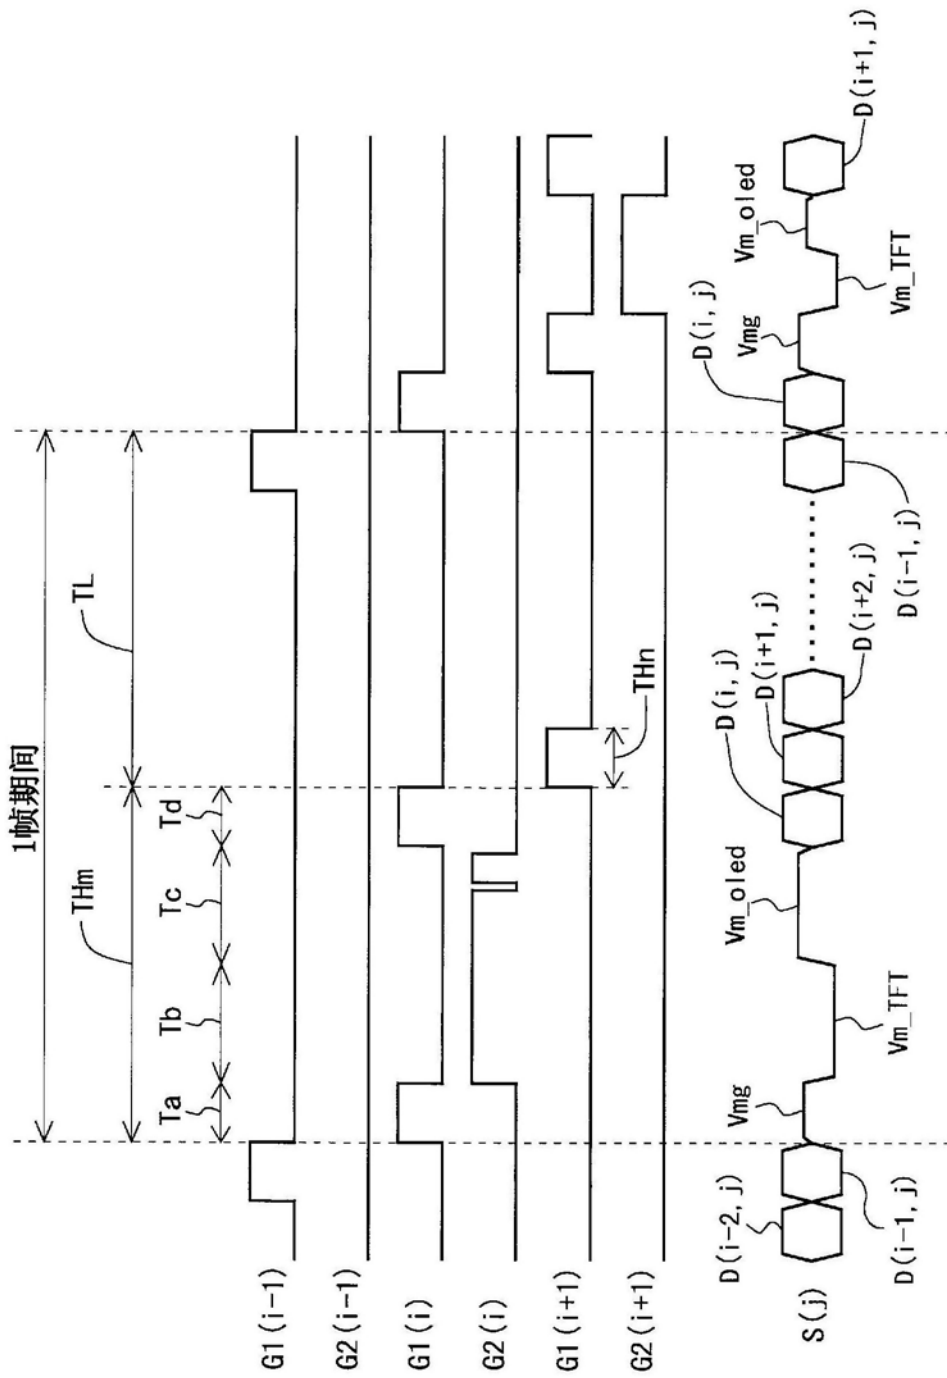 1帧期间
THm
TL
Ta
Tb
Tc
Td
G1(i-1)
G2(i-1)
G1(i)
G2(i)
G1(i+1)
THn
G2(i+1)
D(i-2, j)
Vmg
Vm_oled
D(i, j)
D(i+1, j)
D(i, j)
Vmg
Vm_oled
S(j)
D(i-1, j)
Vm_TFT
D(i+2, j)
D(i-1, j)
Vm_TFT
D(i+1, j)